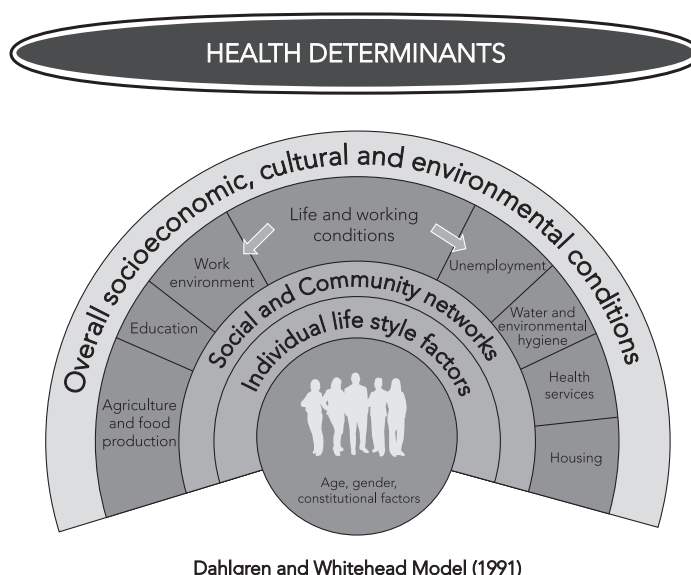 HEALTH DETERMINANTS
Overall socioeconomic, cultural and environmental conditions
Life and working
conditions
Work
environment
Unemployment
Education
Water and
environmental
hygiene
Agriculture
and food
production
Health
services
Housing
Social and Community networks
Individual life style factors
Age, gender,
constitutional factors
Dahlgren and Whitehead Model (1991)